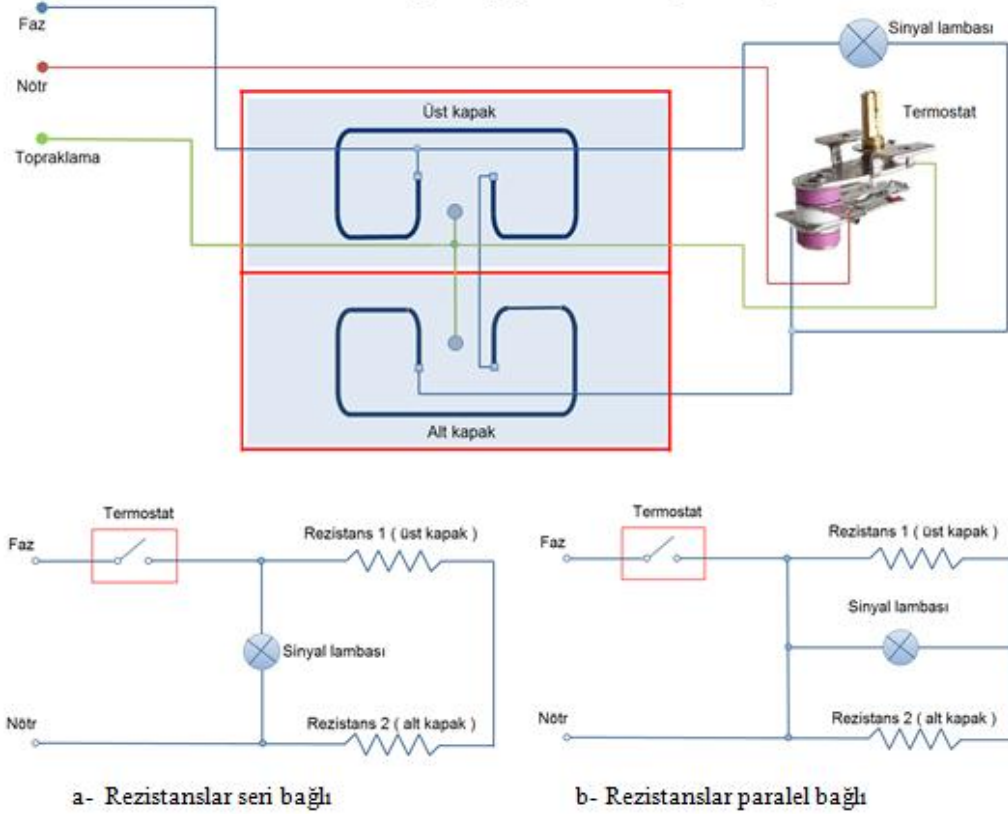 Faz
Sinyal lambası
Nötr
Üst kapak
Termostat
Topraklama
Alt kapak
Termostat
Faz
Rezistans 1 ( üst kapak )
Sinyal lambası
Nötr
Rezistans 2 ( alt kapak )
a- Rezistanslar seri bağlı
Termostat
Faz
Rezistans 1 ( üst kapak )
Sinyal lambası
Nötr
Rezistans 2 ( alt kapak )
b- Rezistanslar paralel bağlı